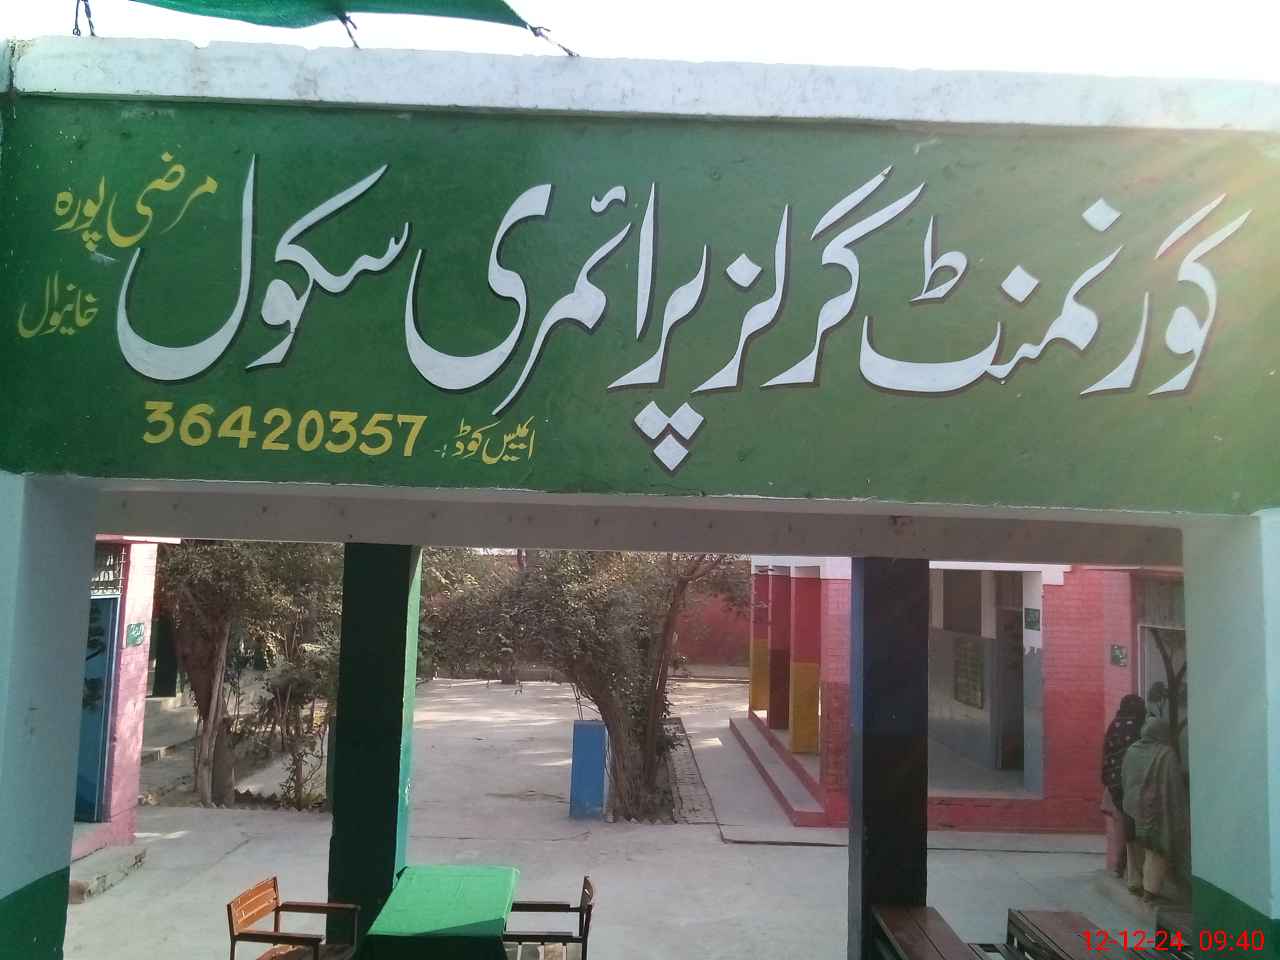 گورنمنٹ گرلز پرائمری سکول
مرضی پورہ
خانیوال
ایمیس کوڈ:- 36420357
12-12-24 09:40